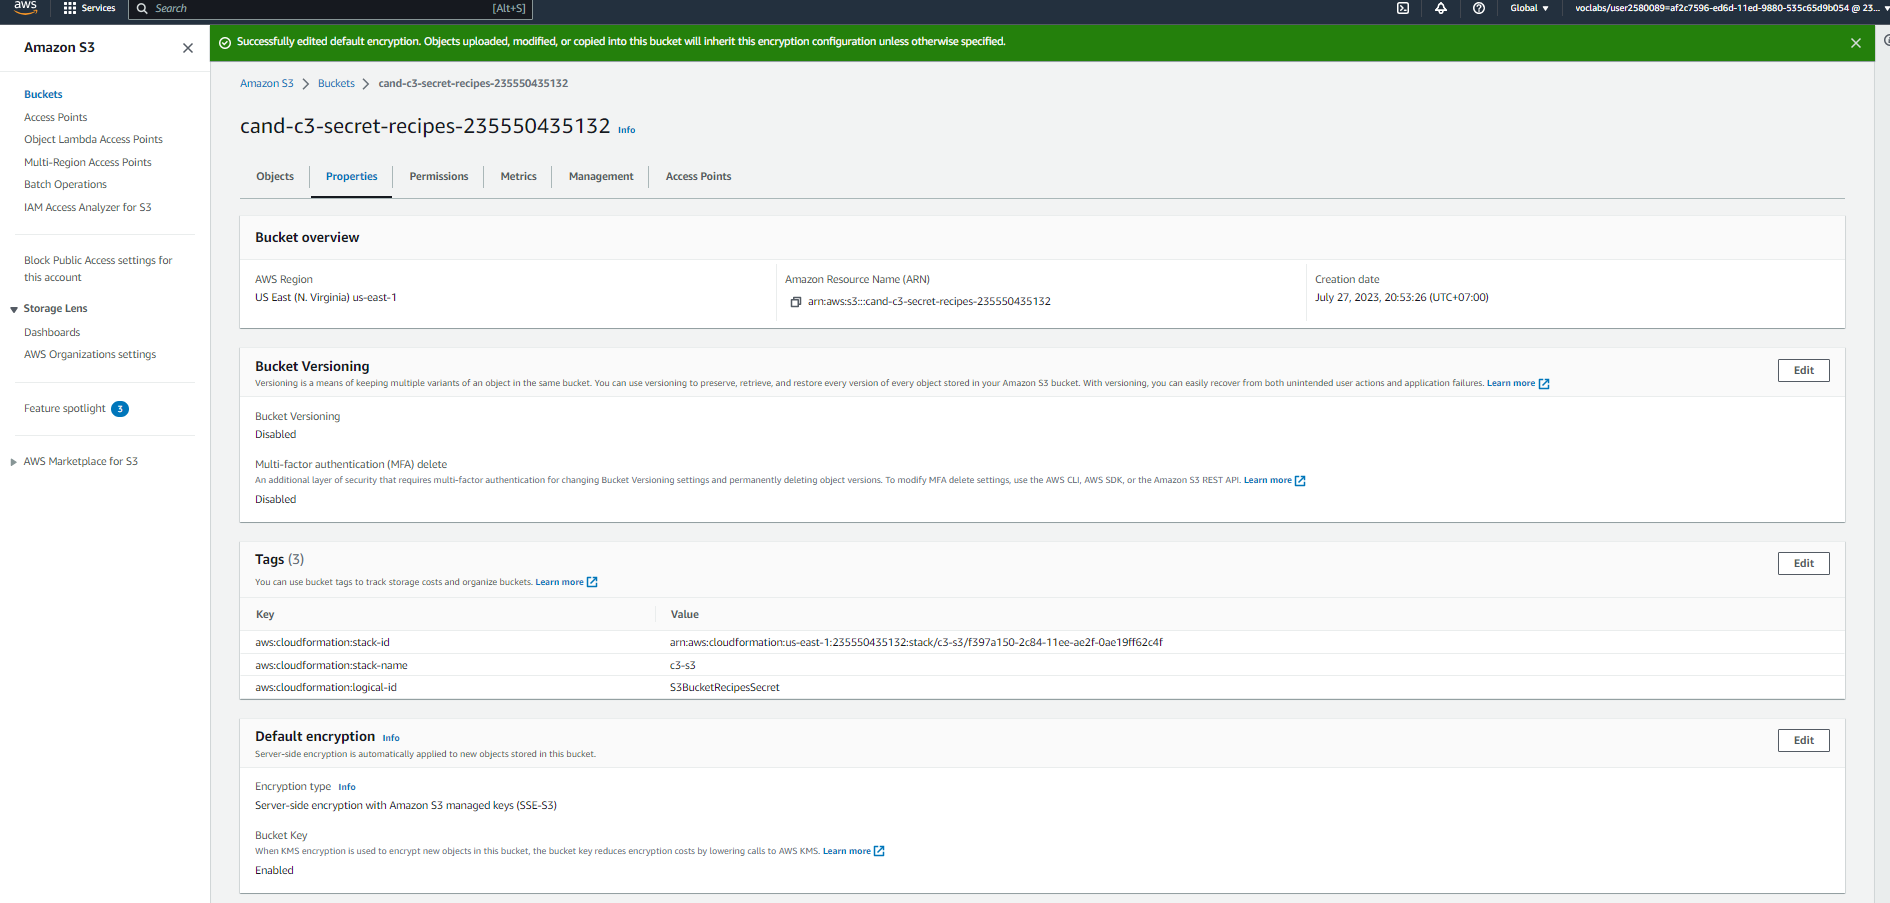 aws
Services
Search
[Alt+S]
Global
voclabs/user2580089=af2c7596-ed6d-11ed-9880-535c65d9b054 @ 23...
Amazon S3
Successfully edited default encryption. Objects uploaded, modified, or copied into this bucket will inherit this encryption configuration unless otherwise specified.
Buckets
Access Points
Object Lambda Access Points
Multi-Region Access Points
Batch Operations
IAM Access Analyzer for S3
Block Public Access settings for
this account
Storage Lens
Dashboards
AWS Organizations settings
Feature spotlight 3
AWS Marketplace for S3
Amazon S3 > Buckets > cand-c3-secret-recipes-235550435132
cand-c3-secret-recipes-235550435132 Info
Objects
Properties
Permissions
Metrics
Management
Access Points
Bucket overview
AWS Region
US East (N. Virginia) us-east-1
Amazon Resource Name (ARN)
arn:aws:s3:::cand-c3-secret-recipes-235550435132
Creation date
July 27, 2023, 20:53:26 (UTC+07:00)
Bucket Versioning
Edit
Versioning is a means of keeping multiple variants of an object in the same bucket. You can use versioning to preserve, retrieve, and restore every version of every object stored in your Amazon S3 bucket. With versioning, you can easily recover from both unintended user actions and application failures. Learn more
Bucket Versioning
Disabled
Multi-factor authentication (MFA) delete
An additional layer of security that requires multi-factor authentication for changing Bucket Versioning settings and permanently deleting object versions. To modify MFA delete settings, use the AWS CLI, AWS SDK, or the Amazon S3 REST API. Learn more
Disabled
Tags (3)
Edit
You can use bucket tags to track storage costs and organize buckets. Learn more
Key
Value
aws:cloudformation:stack-id
arn:aws:cloudformation:us-east-1:235550435132:stack/c3-s3/f397a150-2c84-11ee-ae2f-0ae19ff62c4f
aws:cloudformation:stack-name
c3-s3
aws:cloudformation:logical-id
S3BucketRecipesSecret
Default encryption Info
Edit
Server-side encryption is automatically applied to new objects stored in this bucket.
Encryption type Info
Server-side encryption with Amazon S3 managed keys (SSE-S3)
Bucket Key
When KMS encryption is used to encrypt new objects in this bucket, the bucket key reduces encryption costs by lowering calls to AWS KMS. Learn more
Enabled